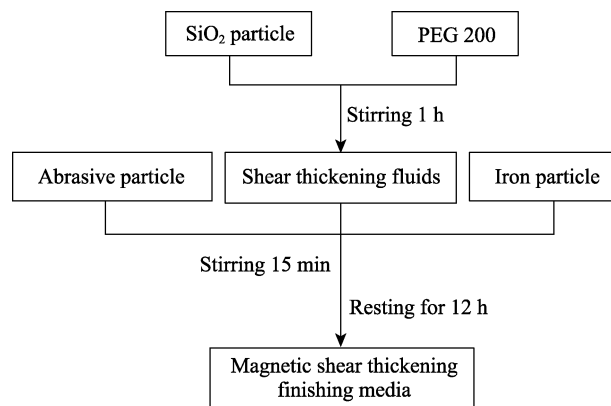 SiO₂ particle
PEG 200
Stirring 1 h
Abrasive particle
Shear thickening fluids
Iron particle
Stirring 15 min
Resting for 12 h
Magnetic shear thickening
finishing media